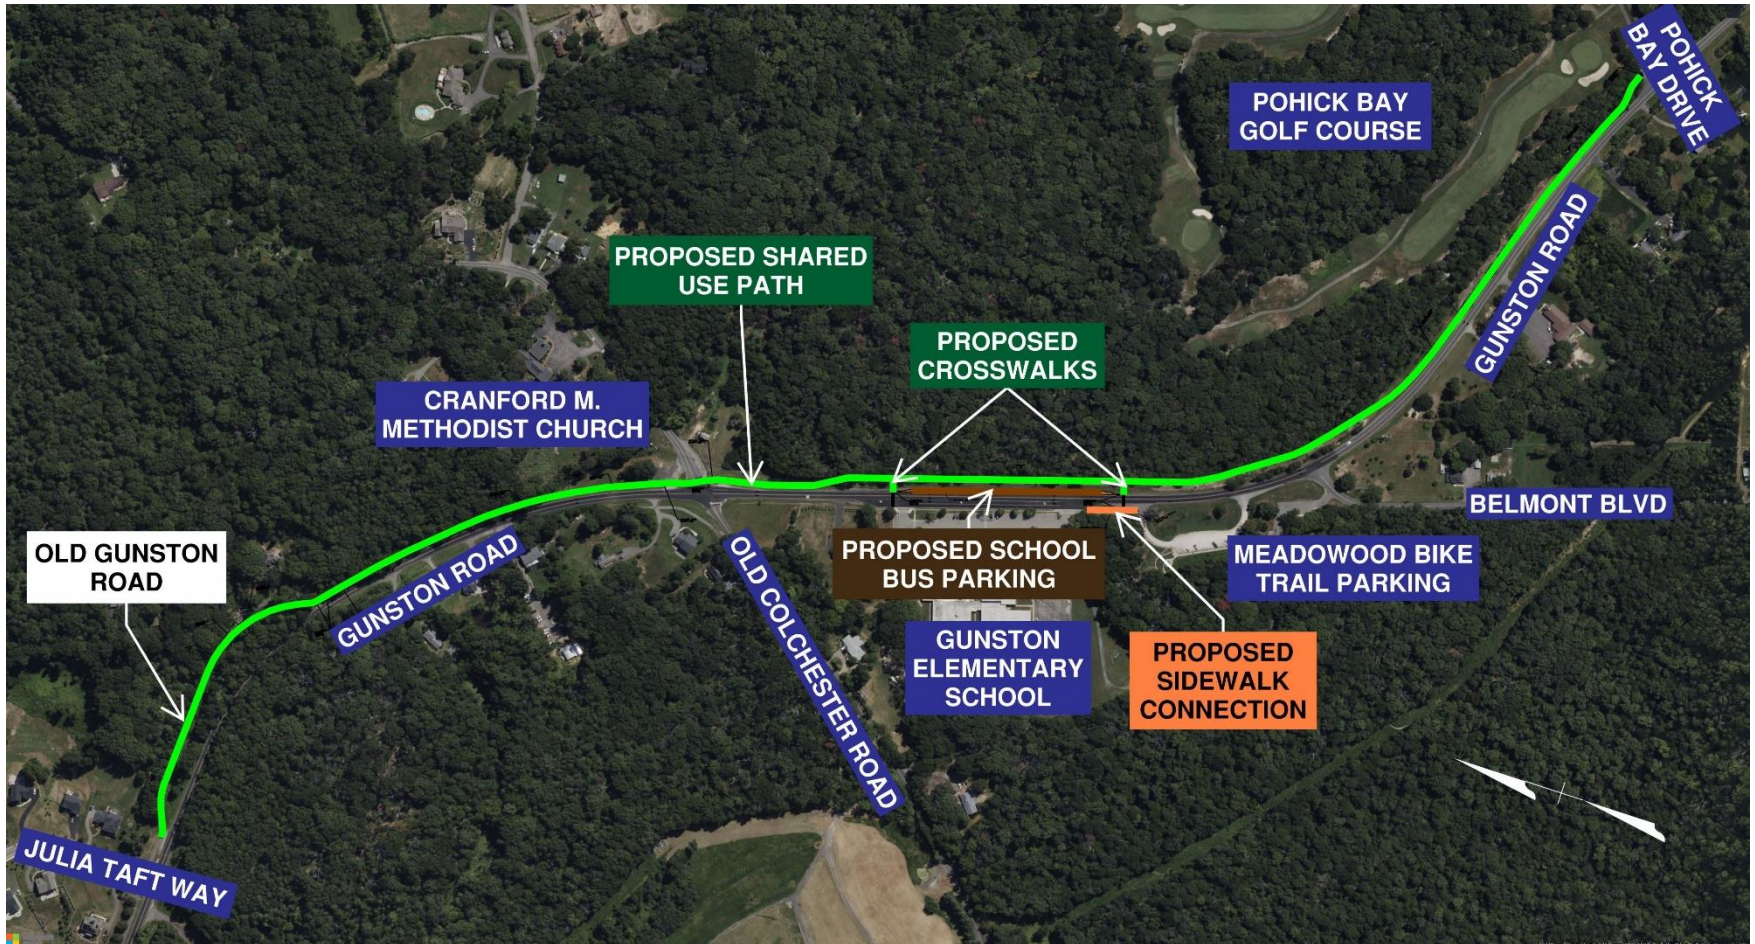 POHICK
BAY DRIVE
POHICK BAY
GOLF COURSE
GUNSTON ROAD
PROPOSED SHARED
USE PATH
PROPOSED
CROSSWALKS
CRANFORD M.
METHODIST CHURCH
BELMONT BLVD
OLD GUNSTON
ROAD
GUNSTON ROAD
OLD COLCHESTER ROAD
PROPOSED SCHOOL
BUS PARKING
MEADOWOOD BIKE
TRAIL PARKING
GUNSTON
ELEMENTARY
SCHOOL
PROPOSED
SIDEWALK
CONNECTION
JULIA TAFT WAY